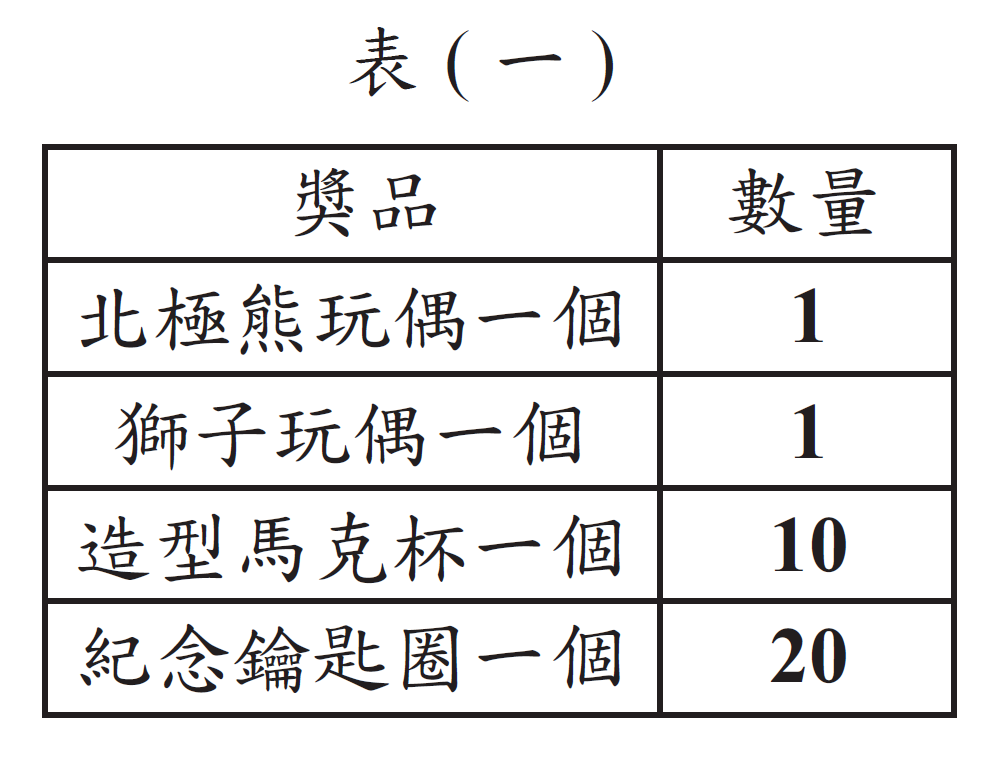 表(一)
獎品 數量
北極熊玩偶一個 1
獅子玩偶一個 1
造型馬克杯一個 10
紀念鑰匙圈一個 20